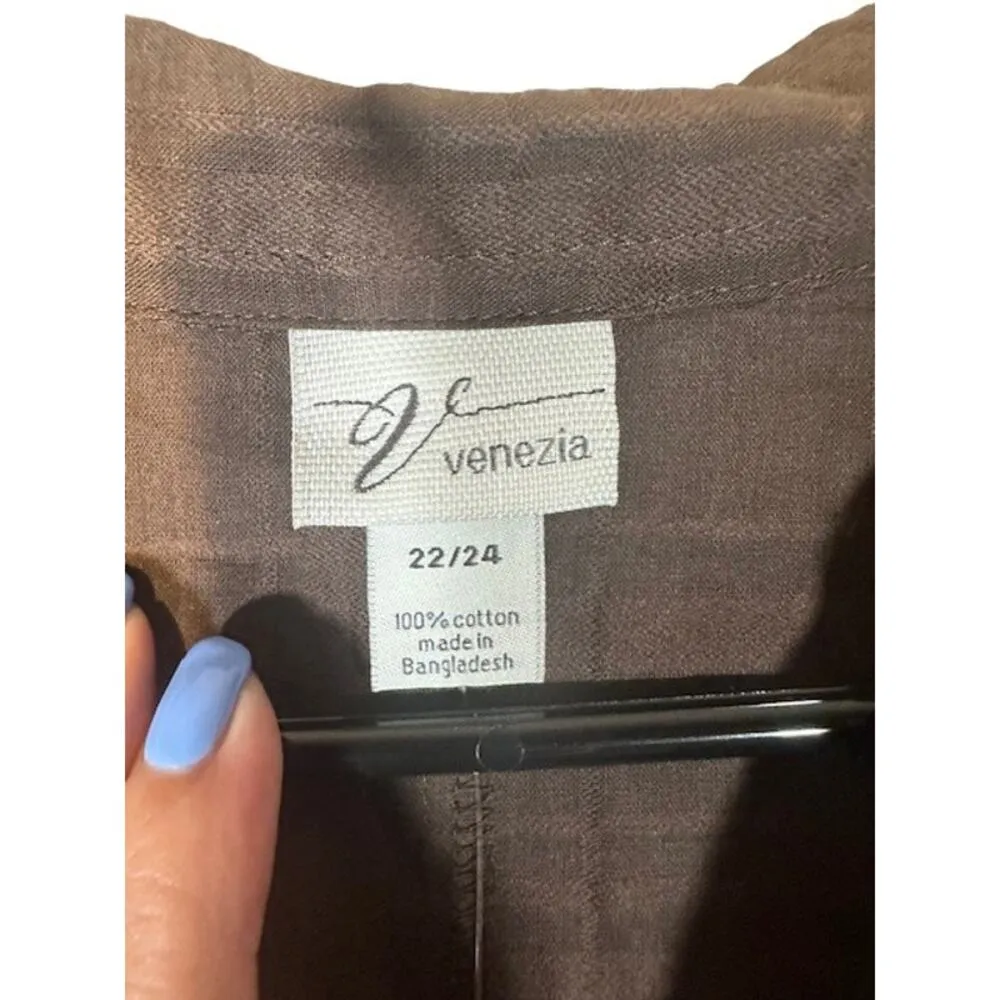 V
venezia
22/24
100% cotton
made in
Bangladesh